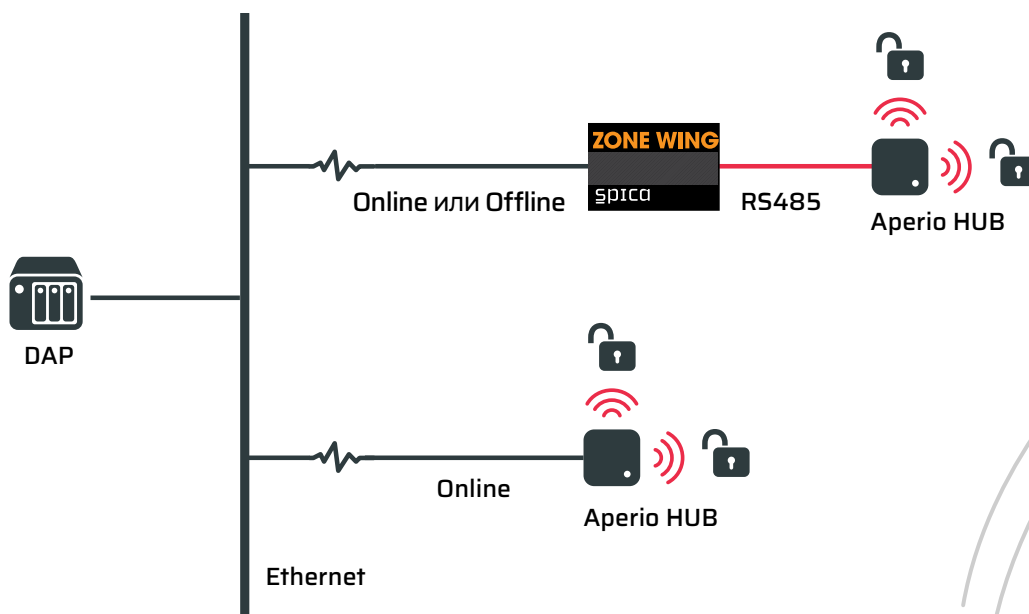 ZONE WING
spica
Online или Offline
RS485
Aperio HUB
DAP
Online
Aperio HUB
Ethernet